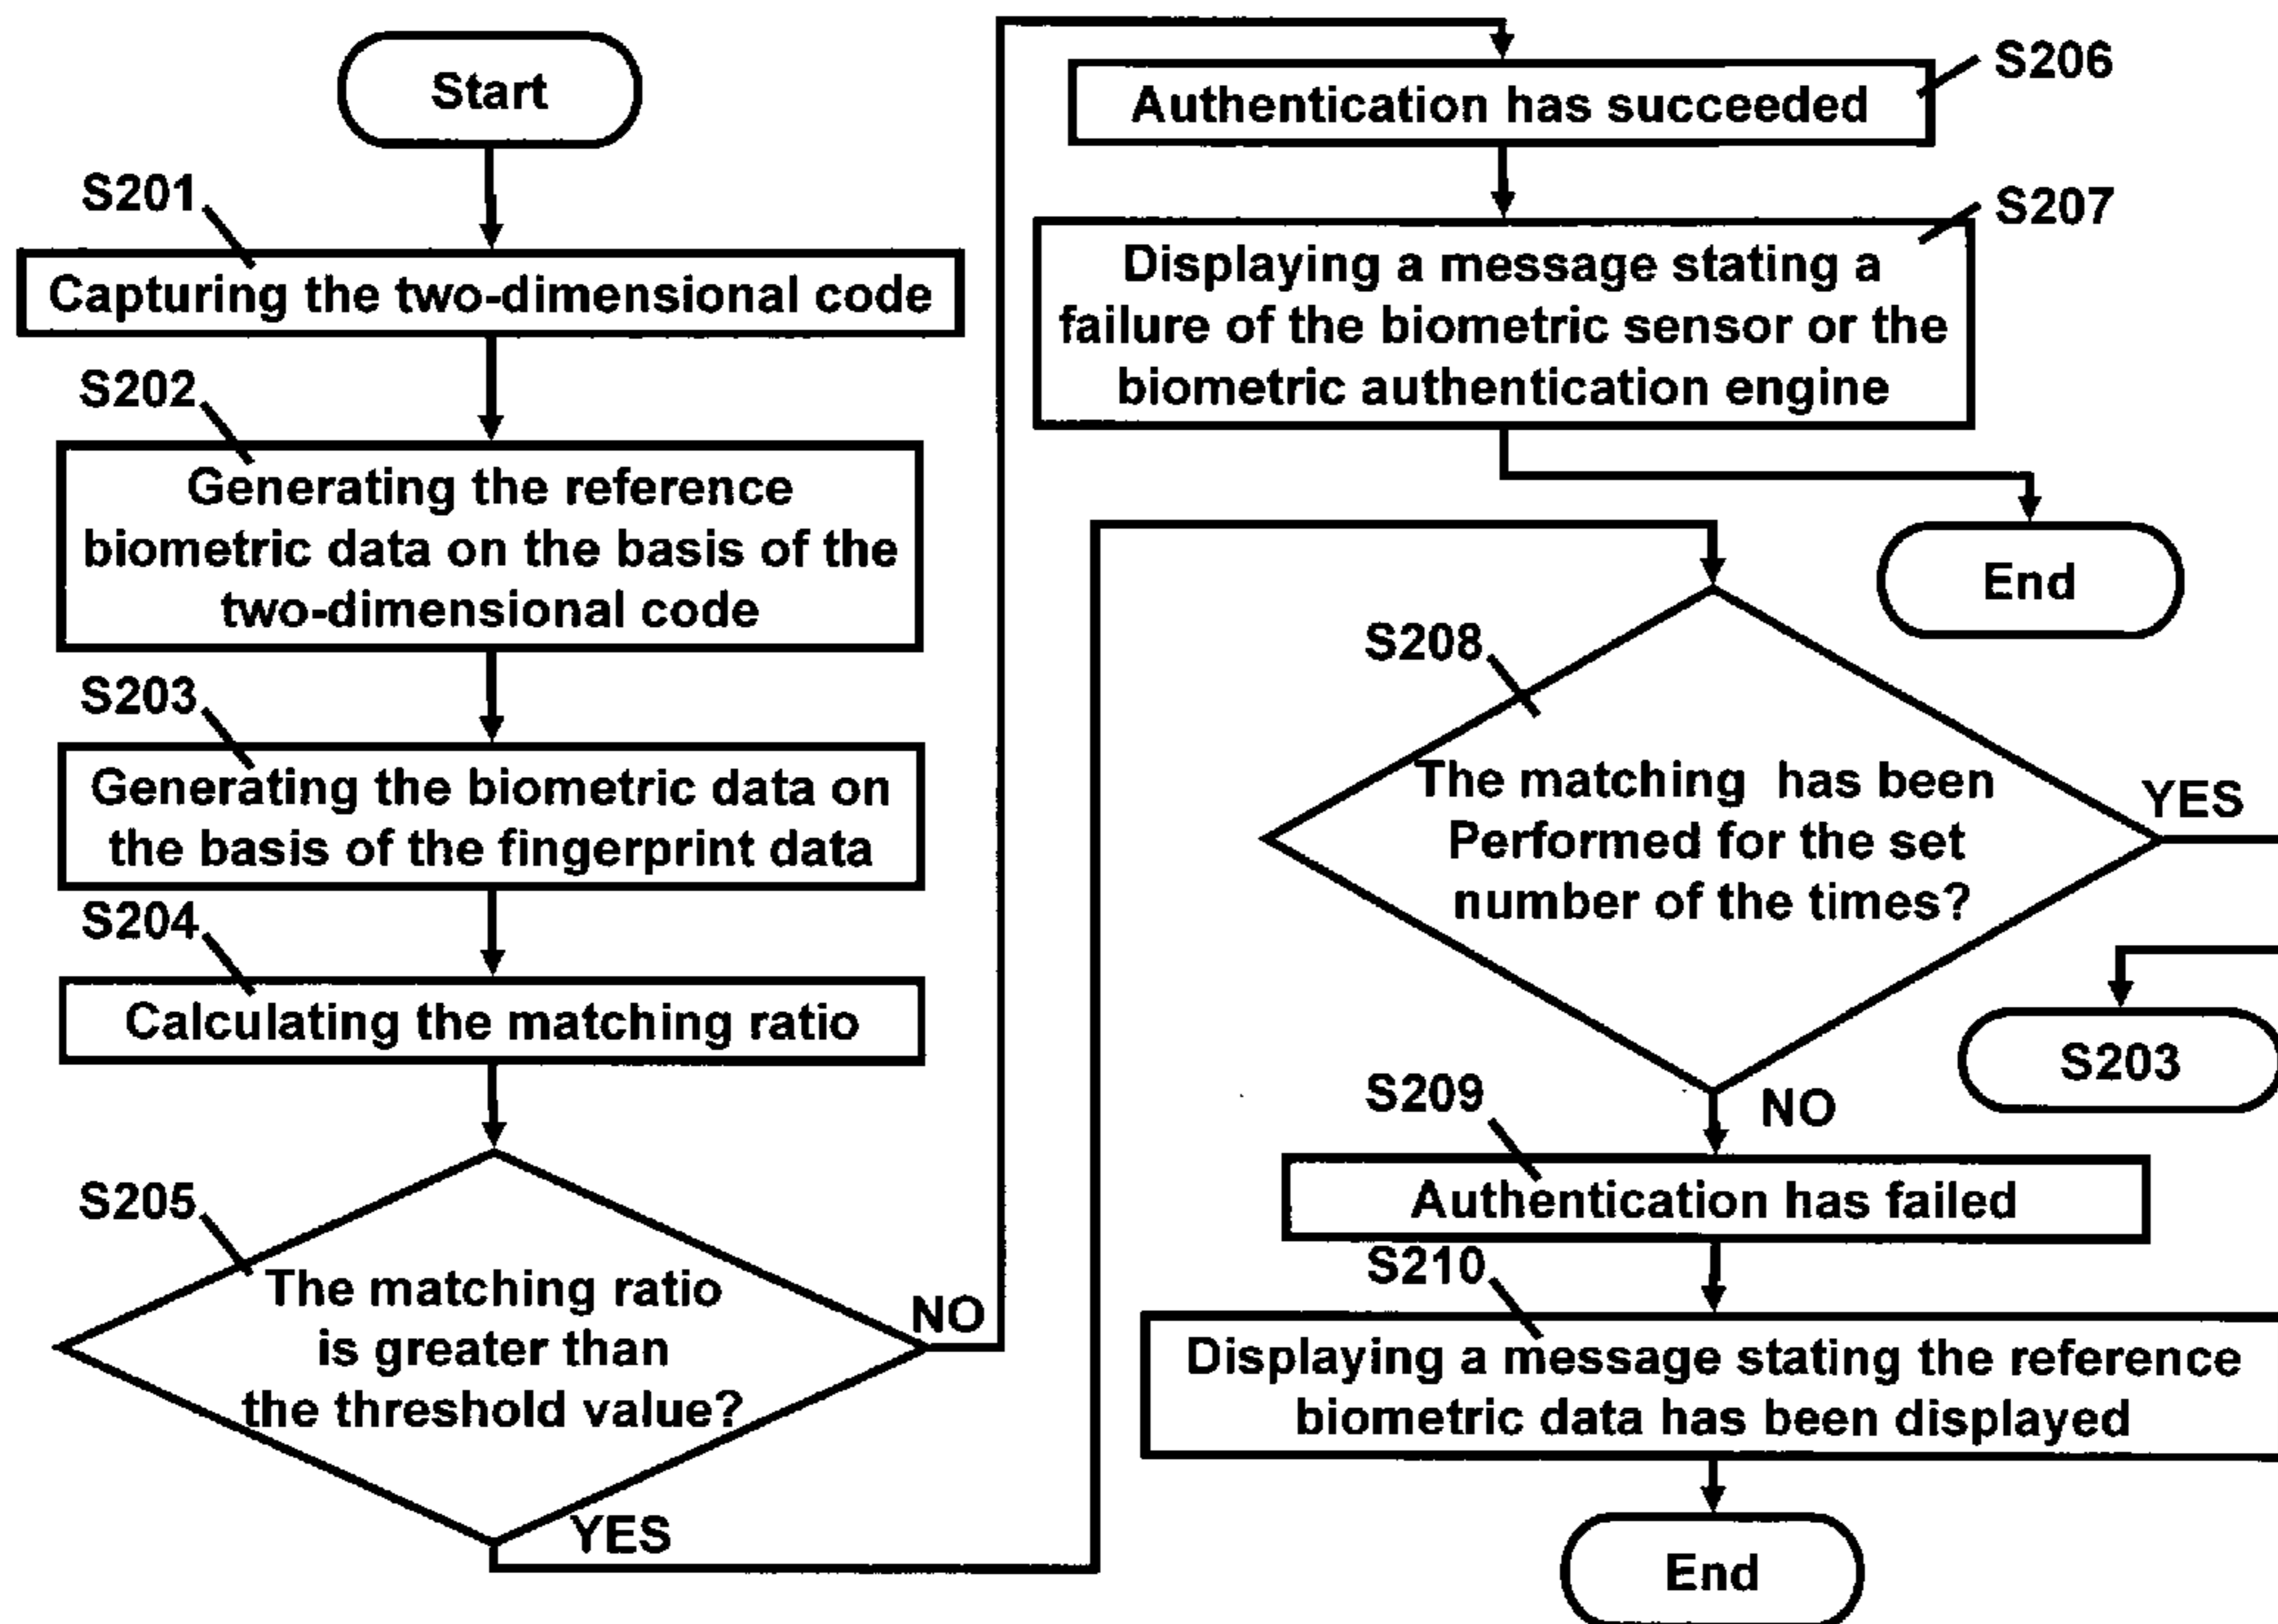 Start
S201
Capturing the two-dimensional code
S202
Generating the reference
biometric data on the basis of the
two-dimensional code
S203
Generating the biometric data on
the basis of the fingerprint data
S204
Calculating the matching ratio
S205
The matching ratio
is greater than
the threshold value?
NO
YES
S206
Authentication has succeeded
S207
Displaying a message stating a
failure of the biometric sensor or the
biometric authentication engine
End
S208
The matching has been
Performed for the set
number of the times?
YES
S203
NO
S209
Authentication has failed
S210
Displaying a message stating the reference
biometric data has been displayed
End